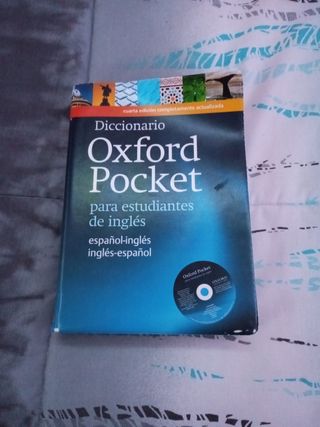 cuarta edición completamente actualizada
Diccionario
Oxford
Pocket
para estudiantes
de inglés
español-inglés
inglés-español
Oxford Pocket